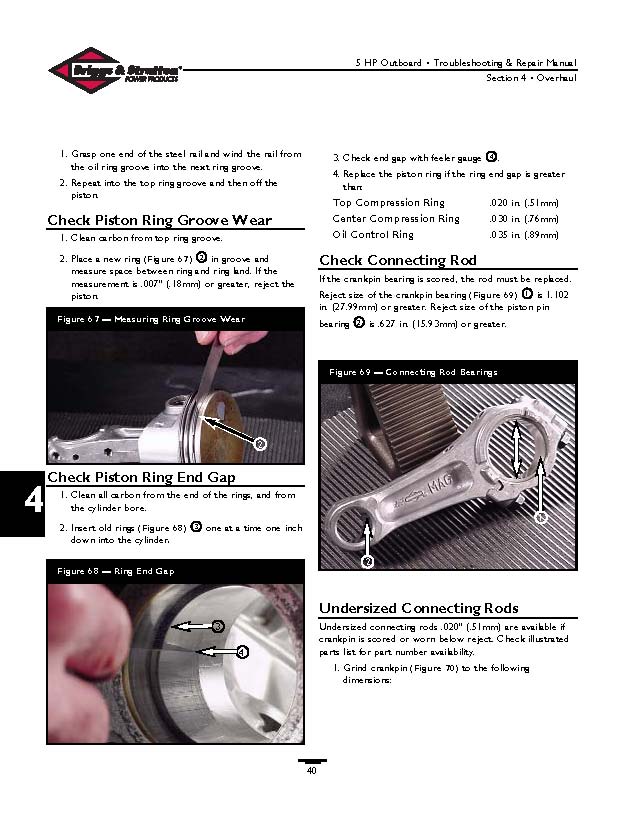 Briggs & Stratton
POWER PRODUCTS
5 HP Outboard • Troubleshooting & Repair Manual
Section 4 • Overhaul
1. Grasp one end of the steel rail and wind the rail from
the oil ring groove into the next ring groove.
2. Repeat into the top ring groove and then off the
piston.
Check Piston Ring Groove Wear
1. Clean carbon from top ring groove.
2. Place a new ring (Figure 67) 2 in groove and
measure space between ring and ring land. If the
measurement is .007" (.18mm) or greater, reject the
piston.
Figure 67 — Measuring Ring Groove Wear
2
Check Piston Ring End Gap
1. Clean all carbon from the end of the rings, and from
the cylinder bore.
2. Insert old rings (Figure 68) 3 one at a time one inch
down into the cylinder.
4
Figure 68 — Ring End Gap
3
4
3. Check end gap with feeler gauge 4.
4. Replace the piston ring if the ring end gap is greater
than:
Top Compression Ring .020 in. (.51mm)
Center Compression Ring .030 in. (.76mm)
Oil Control Ring .035 in. (.89mm)
Check Connecting Rod
If the crankpin bearing is scored, the rod must be replaced.
Reject size of the crankpin bearing (Figure 69) 1 is 1.102
in. (27.99mm) or greater. Reject size of the piston pin
bearing 2 is .627 in. (15.93mm) or greater.
Figure 69 — Connecting Rod Bearings
MAG
1
2
Undersized Connecting Rods
Undersized connecting rods .020" (.51mm) are available if
crankpin is scored or worn below reject. Check illustrated
parts list for part number availability.
1. Grind crankpin (Figure 70) to the following
dimensions:
40